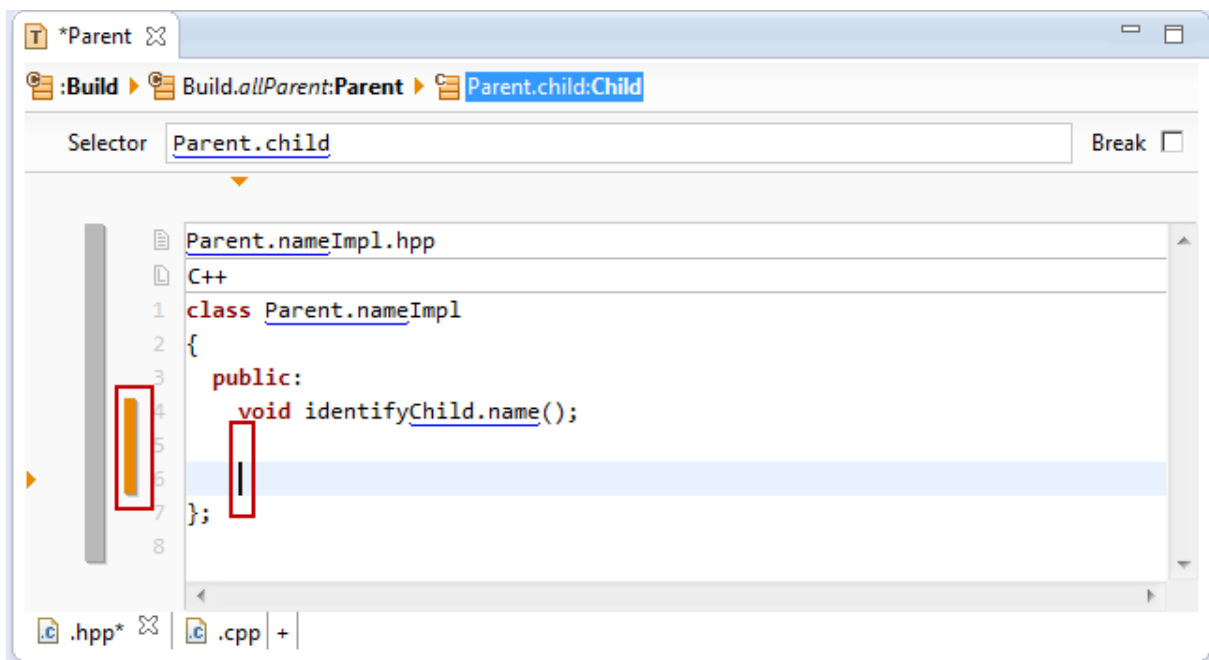 *Parent
:Build Build.allParent:Parent Parent.child:Child
Selector Parent.child Break
Parent.nameImpl.hpp
C++
1 class Parent.nameImpl
2 {
3 public:
4 void identifyChild.name();
5
6
7 };
8
.hpp* .cpp +